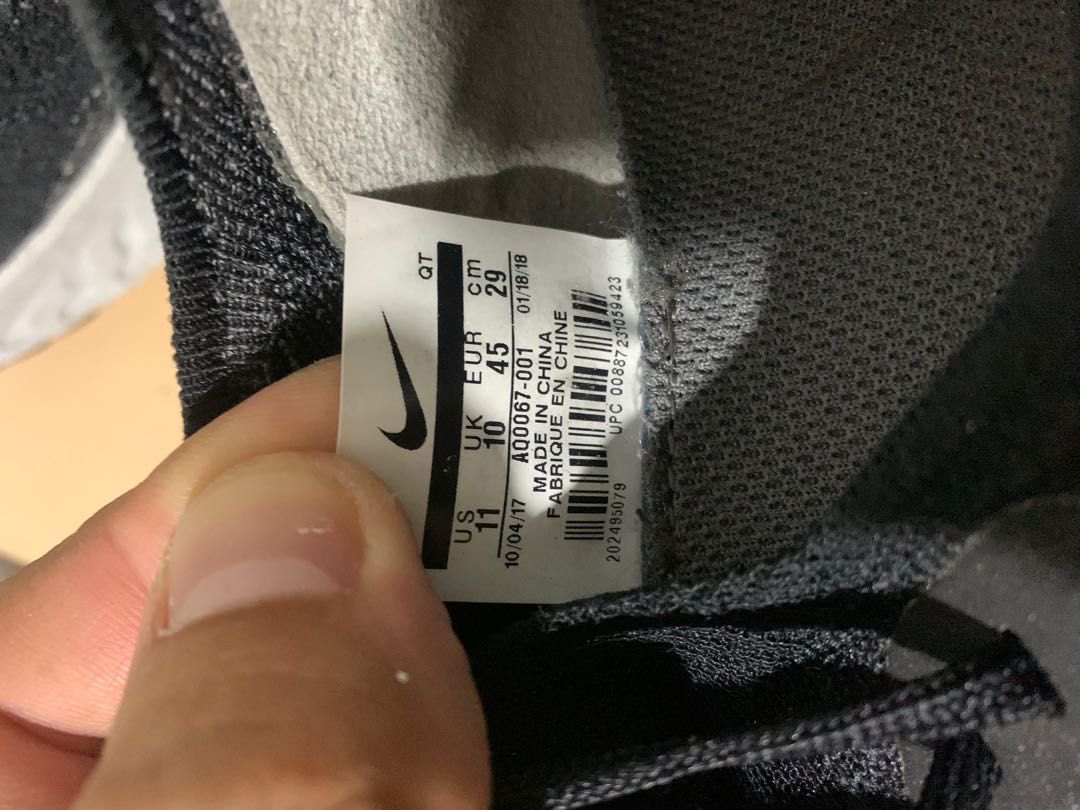 QT
US UK EUR cm
11 10 45 29
AQ0067-001
10/04/17 01/18/18
MADE IN CHINA
FABRIQUE EN CHINE
202495079 UPC 00887231059423